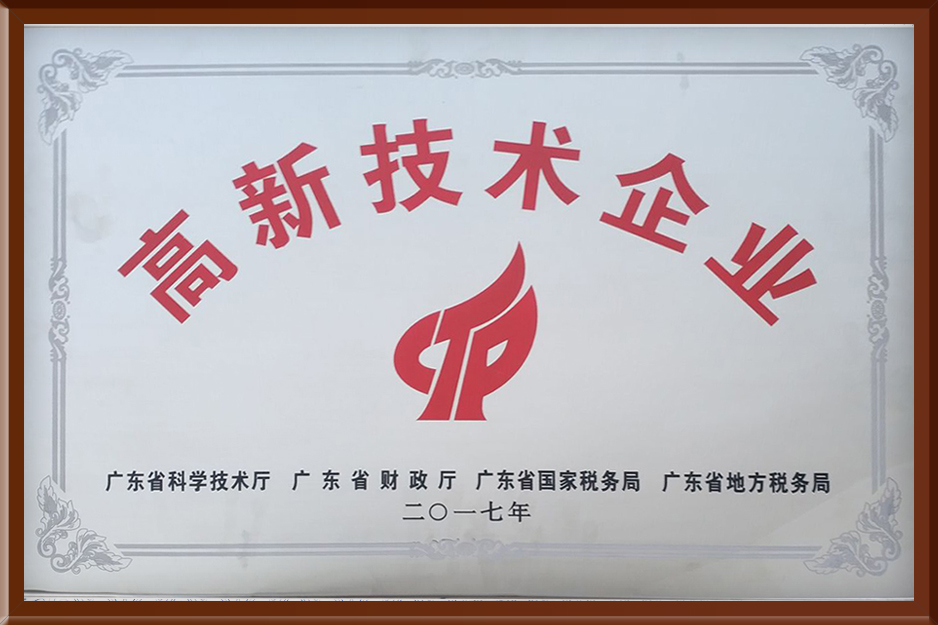 高新技术企业
广东省科学技术厅 广东省财政厅 广东省国家税务局 广东省地方税务局
二〇一七年